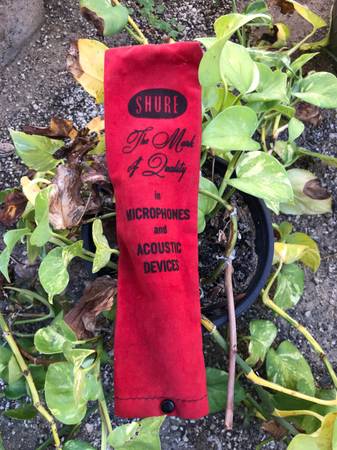 SHURE
The Mark
of Quality
in
MICROPHONES
and
ACOUSTIC
DEVICES